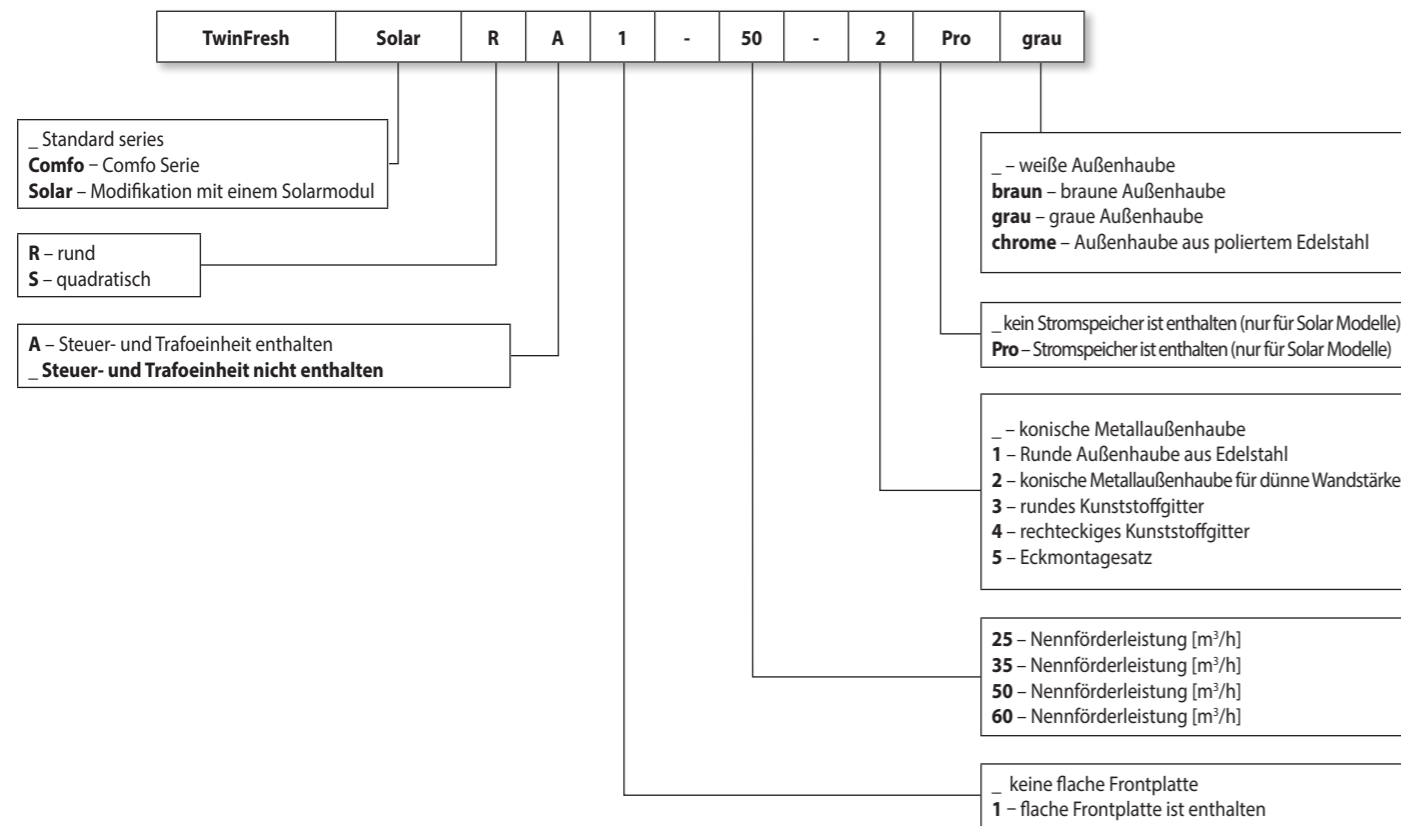 TwinFresh Solar R A 1 - 50 - 2 Pro grau
_ Standard series
Comfo – Comfo Serie
Solar – Modifikation mit einem Solarmodul
R – rund
S – quadratisch
A – Steuer- und Trafoeinheit enthalten
_ Steuer- und Trafoeinheit nicht enthalten
_ – weiße Außenhaube
braun – braune Außenhaube
grau – graue Außenhaube
chrome – Außenhaube aus poliertem Edelstahl
_ kein Stromspeicher ist enthalten (nur für Solar Modelle)
Pro – Stromspeicher ist enthalten (nur für Solar Modelle)
_ – konische Metallaußenhaube
1 – Runde Außenhaube aus Edelstahl
2 – konische Metallaußenhaube für dünne Wandstärke
3 – rundes Kunststoffgitter
4 – rechteckiges Kunststoffgitter
5 – Eckmontagesatz
25 – Nennförderleistung [m³/h]
35 – Nennförderleistung [m³/h]
50 – Nennförderleistung [m³/h]
60 – Nennförderleistung [m³/h]
_ keine flache Frontplatte
1 – flache Frontplatte ist enthalten